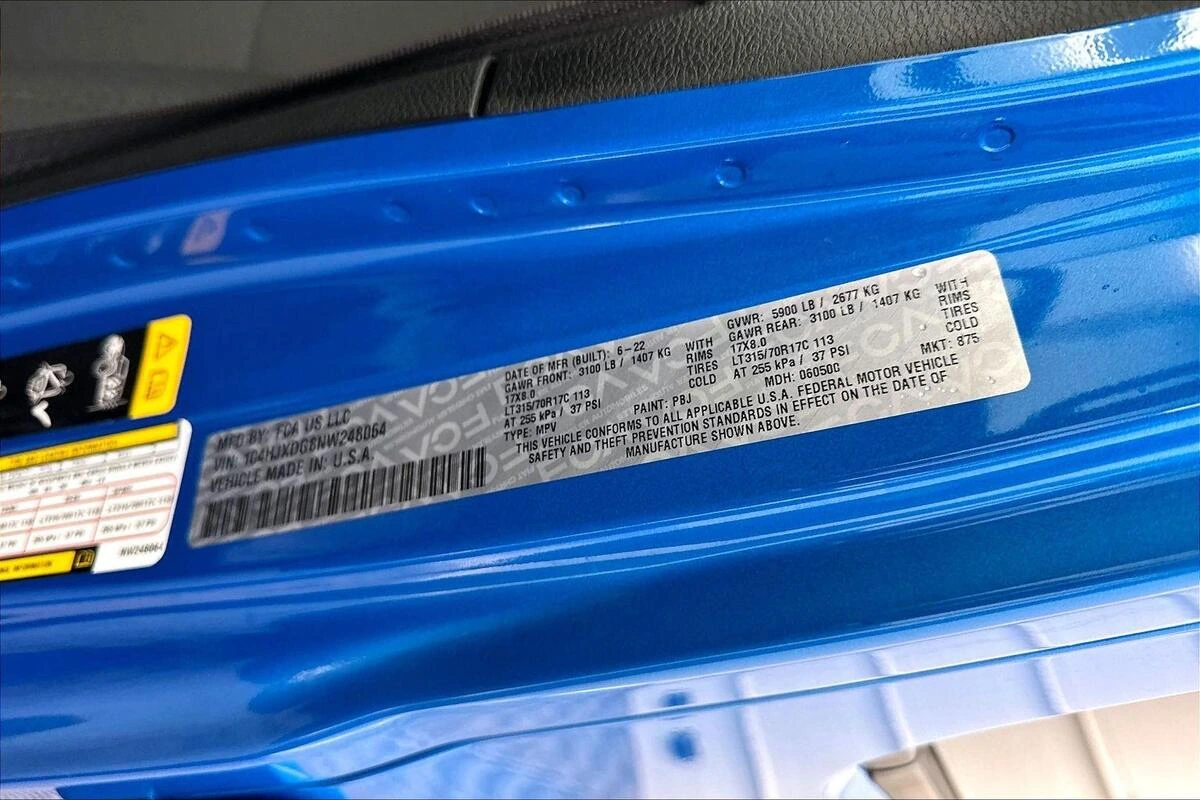 MFD BY: FCA US LLC
VIN: 1C4HJXDG8NW248064
VEHICLE MADE IN: U.S.A.
DATE OF MFR (BUILT): 6-22
GAWR FRONT: 3100 LB / 1407 KG WITH
17X8.0 RIMS
LT315/70R17C 113 TIRES
AT 255 kPa / 37 PSI COLD
TYPE: MPV
PAINT: PBJ
GVWR: 5900 LB / 2677 KG
GAWR REAR: 3100 LB / 1407 KG WITH
17X8.0 RIMS
LT315/70R17C 113 TIRES
AT 255 kPa / 37 PSI COLD
MDH: 06050C MKT: 875
THIS VEHICLE CONFORMS TO ALL APPLICABLE U.S.A. FEDERAL MOTOR VEHICLE
SAFETY AND THEFT PREVENTION STANDARDS IN EFFECT ON THE DATE OF
MANUFACTURE SHOWN ABOVE.
NW248064
INFORMATION